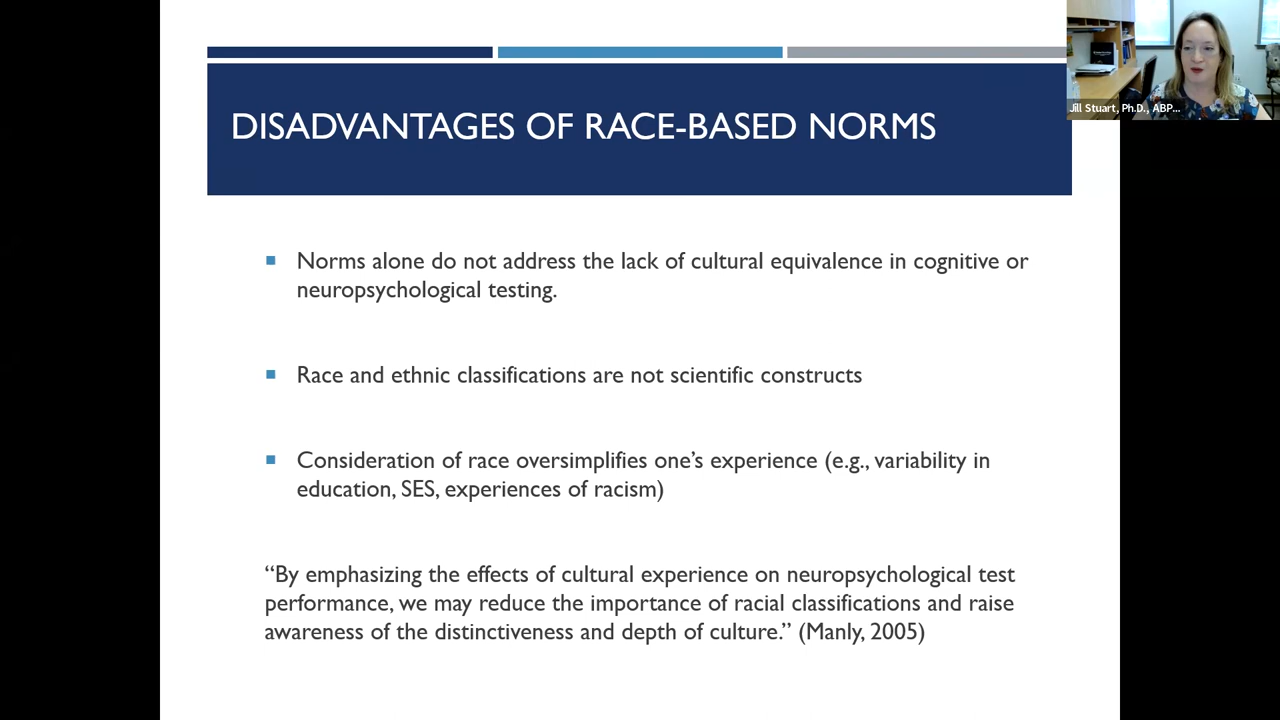 DISADVANTAGES OF RACE-BASED NORMS
Jill Stuart, Ph.D., ABP...
Norms alone do not address the lack of cultural equivalence in cognitive or
neuropsychological testing.
Race and ethnic classifications are not scientific constructs
Consideration of race oversimplifies one’s experience (e.g., variability in
education, SES, experiences of racism)
“By emphasizing the effects of cultural experience on neuropsychological test
performance, we may reduce the importance of racial classifications and raise
awareness of the distinctiveness and depth of culture.” (Manly, 2005)